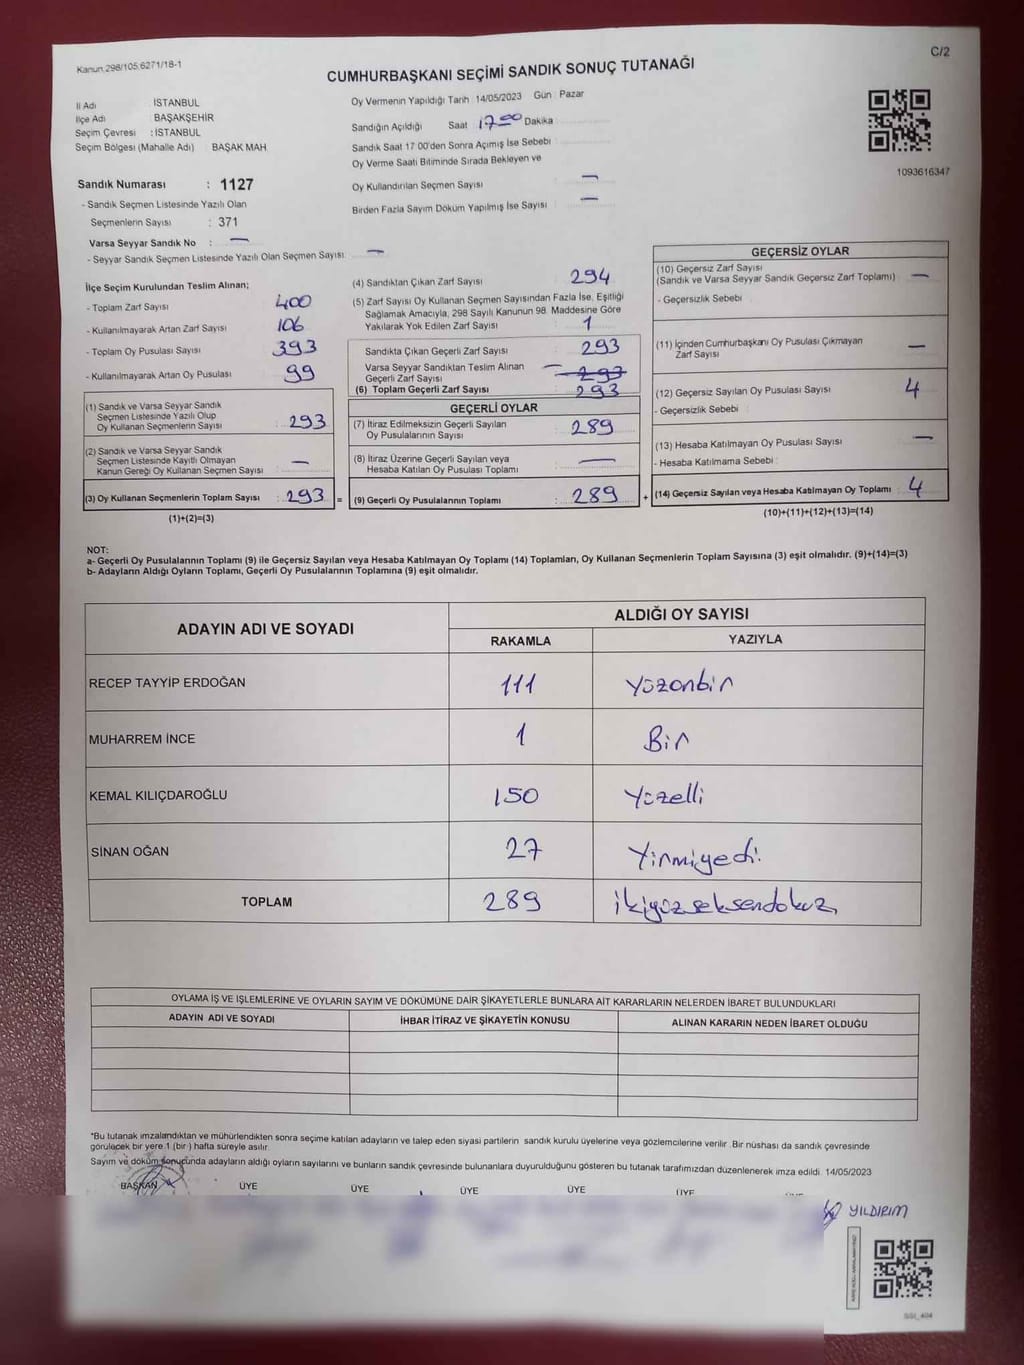 Kanun 298/105.6271/18-1
C/2
CUMHURBAŞKANI SEÇİMİ SANDIK SONUÇ TUTANAĞI
İl Adı İSTANBUL
İlçe Adı BAŞAKŞEHİR
Seçim Çevresi : İSTANBUL
Seçim Bölgesi (Mahalle Adı) BAŞAK MAH
Sandık Numarası : 1127
- Sandık Seçmen Listesinde Yazılı Olan
Seçmenlerin Sayısı : 371
Varsa Seyyar Sandık No : —
- Seyyar Sandık Seçmen Listesinde Yazılı Olan Seçmen Sayısı: —
Oy Vermenin Yapıldığı Tarih 14/05/2023 Gün : Pazar
Sandığın Açıldığı Saat 17.00 Dakika
Sandık Saat 17 00'den Sonra Açımış İse Sebebi
Oy Verme Saati Bitiminde Sırada Bekleyen ve
Oy Kullandırılan Seçmen Sayısı —
Birden Fazla Sayım Döküm Yapılmış İse Sayısı —
1093616347
İlçe Seçim Kurulundan Teslim Alınan;
- Toplam Zarf Sayısı 400
- Kullanılmayarak Artan Zarf Sayısı 106
- Toplam Oy Pusulası Sayısı 393
- Kullanılmayarak Artan Oy Pusulası 99
(1) Sandık ve Varsa Seyyar Sandık
Seçmen Listesinde Yazılı Olup
Oy Kullanan Seçmenlerin Sayısı : 293
(2) Sandık ve Varsa Seyyar Sandık
Seçmen Listesinde Kayıtlı Olmayan
Kanun Gereği Oy Kullanan Seçmen Sayısı —
(3) Oy Kullanan Seçmenlerin Toplam Sayısı : 293 =
(1)+(2)=(3)
(4) Sandıktan Çıkan Zarf Sayısı 294
(5) Zarf Sayısı Oy Kullanan Seçmen Sayısından Fazla İse, Eşitliği
Sağlamak Amacıyla, 298 Sayılı Kanunun 98. Maddesine Göre
Yakılarak Yok Edilen Zarf Sayısı 1
Sandıkta Çıkan Geçerli Zarf Sayısı 293
Varsa Seyyar Sandıktan Teslim Alınan
Geçerli Zarf Sayısı — 293
(6) Toplam Geçerli Zarf Sayısı 293
GEÇERLİ OYLAR
(7) İtiraz Edilmeksizin Geçerli Sayılan
Oy Pusulalarının Sayısı : 289
(8) İtiraz Üzerine Geçerli Sayılan veya
Hesaba Katılan Oy Pusulası Toplamı : —
(9) Geçerli Oy Pusulalarının Toplamı : 289 +
GEÇERSİZ OYLAR
(10) Geçersiz Zarf Sayısı
(Sandık ve Varsa Seyyar Sandık Geçersiz Zarf Toplamı) —
- Geçersizlik Sebebi
(11) İçinden Cumhurbaşkanı Oy Pusulası Çıkmayan
Zarf Sayısı —
(12) Geçersiz Sayılan Oy Pusulası Sayısı 4
- Geçersizlik Sebebi
(13) Hesaba Katılmayan Oy Pusulası Sayısı —
- Hesaba Katılmama Sebebi :
(14) Geçersiz Sayılan veya Hesaba Katılmayan Oy Toplamı 4
(10)+(11)+(12)+(13)=(14)
NOT:
a- Geçerli Oy Pusulalarının Toplamı (9) ile Geçersiz Sayılan veya Hesaba Katılmayan Oy Toplamı (14) Toplamları, Oy Kullanan Seçmenlerin Toplam Sayısına (3) eşit olmalıdır. (9)+(14)=(3)
b- Adayların Aldığı Oyların Toplamı, Geçerli Oy Pusulalarının Toplamına (9) eşit olmalıdır.
ADAYIN ADI VE SOYADI
ALDIĞI OY SAYISI
RAKAMLA YAZIYLA
RECEP TAYYİP ERDOĞAN 111 Yüzonbir
MUHARREM İNCE 1 Bir
KEMAL KILIÇDAROĞLU 150 Yüzelli
SİNAN OĞAN 27 Yirmiyedi.
TOPLAM 289 ikiyüzseksendokuz
OYLAMA İŞ VE İŞLEMLERİNE VE OYLARIN SAYIM VE DÖKÜMÜNE DAİR ŞİKAYETLERLE BUNLARA AİT KARARLARIN NELERDEN İBARET BULUNDUKLARI
ADAYIN ADI VE SOYADI İHBAR İTİRAZ VE ŞİKAYETİN KONUSU ALINAN KARARIN NEDEN İBARET OLDUĞU
*Bu tutanak imzalandıktan ve mühürlendikten sonra seçime katılan adayların ve talep eden siyasi partilerin sandık kurulu üyelerine veya gözlemcilerine verilir. Bir nüshası da sandık çevresinde
görülecek bir yere 1 (bir) hafta süreyle asılır.
Sayım ve döküm sonucunda adayların aldığı oyların sayılarını ve bunların sandık çevresinde bulunanlara duyurulduğunu gösteren bu tutanak tarafımızdan düzenlenerek imza edildi. 14/05/2023
BAŞKAN ÜYE ÜYE ÜYE ÜYE ÜYE
YILDIRIM